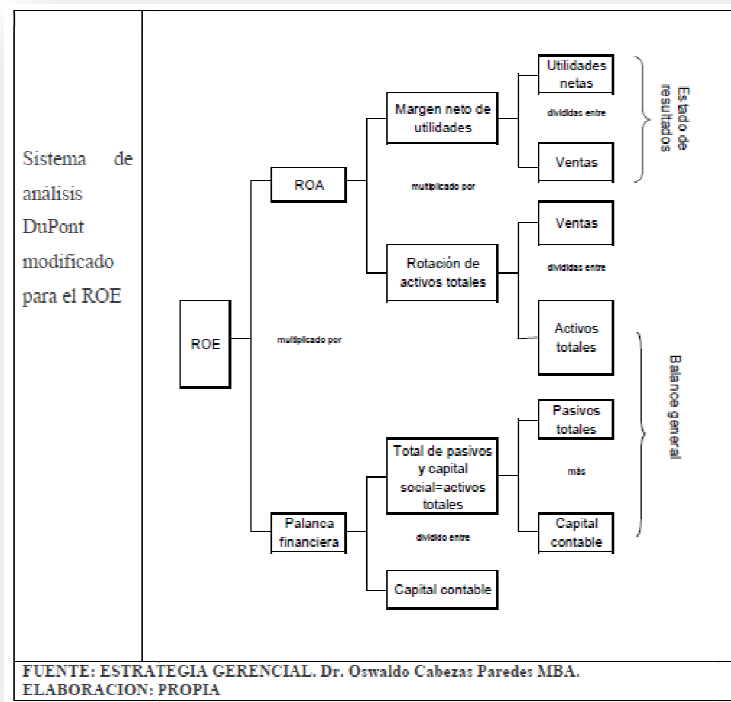 Sistema de
análisis
DuPont
modificado
para el ROE
ROE
multiplicado por
ROA
Palanca
financiera
Margen neto de
utilidades
multiplicado por
Rotación de
activos totales
Total de pasivos
y capital
social=activos
totales
dividido entre
Capital contable
Utilidades
netas
divididas entre
Ventas
Ventas
divididas entre
Activos
totales
Pasivos
totales
más
Capital
contable
Estado de
resultados
Balance general
FUENTE: ESTRATEGIA GERENCIAL. Dr. Oswaldo Cabezas Paredes MBA.
ELABORACION: PROPIA